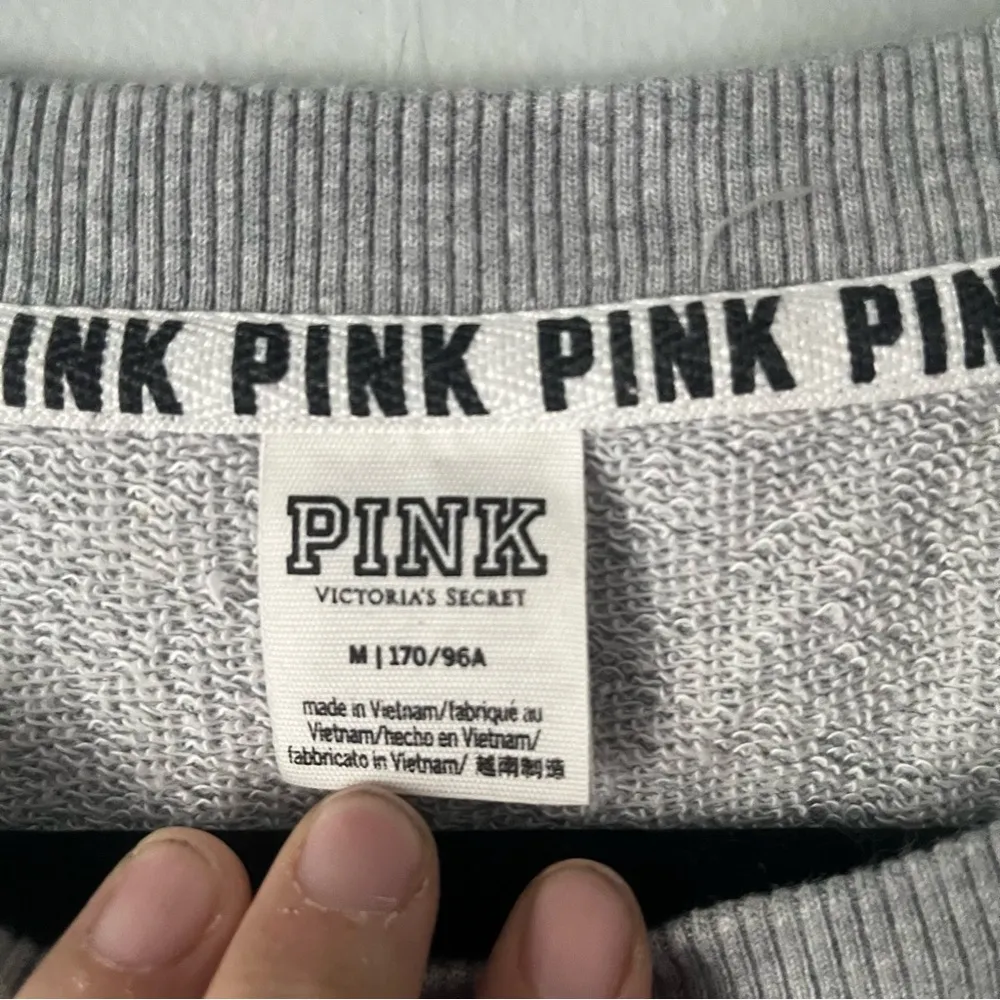 INK PINK PINK PIN
PINK
VICTORIA'S SECRET
M | 170/96A
made in Vietnam/fabriqué au
Vietnam/hecho en Vietnam/
fabbricato in Vietnam/ 越南制造